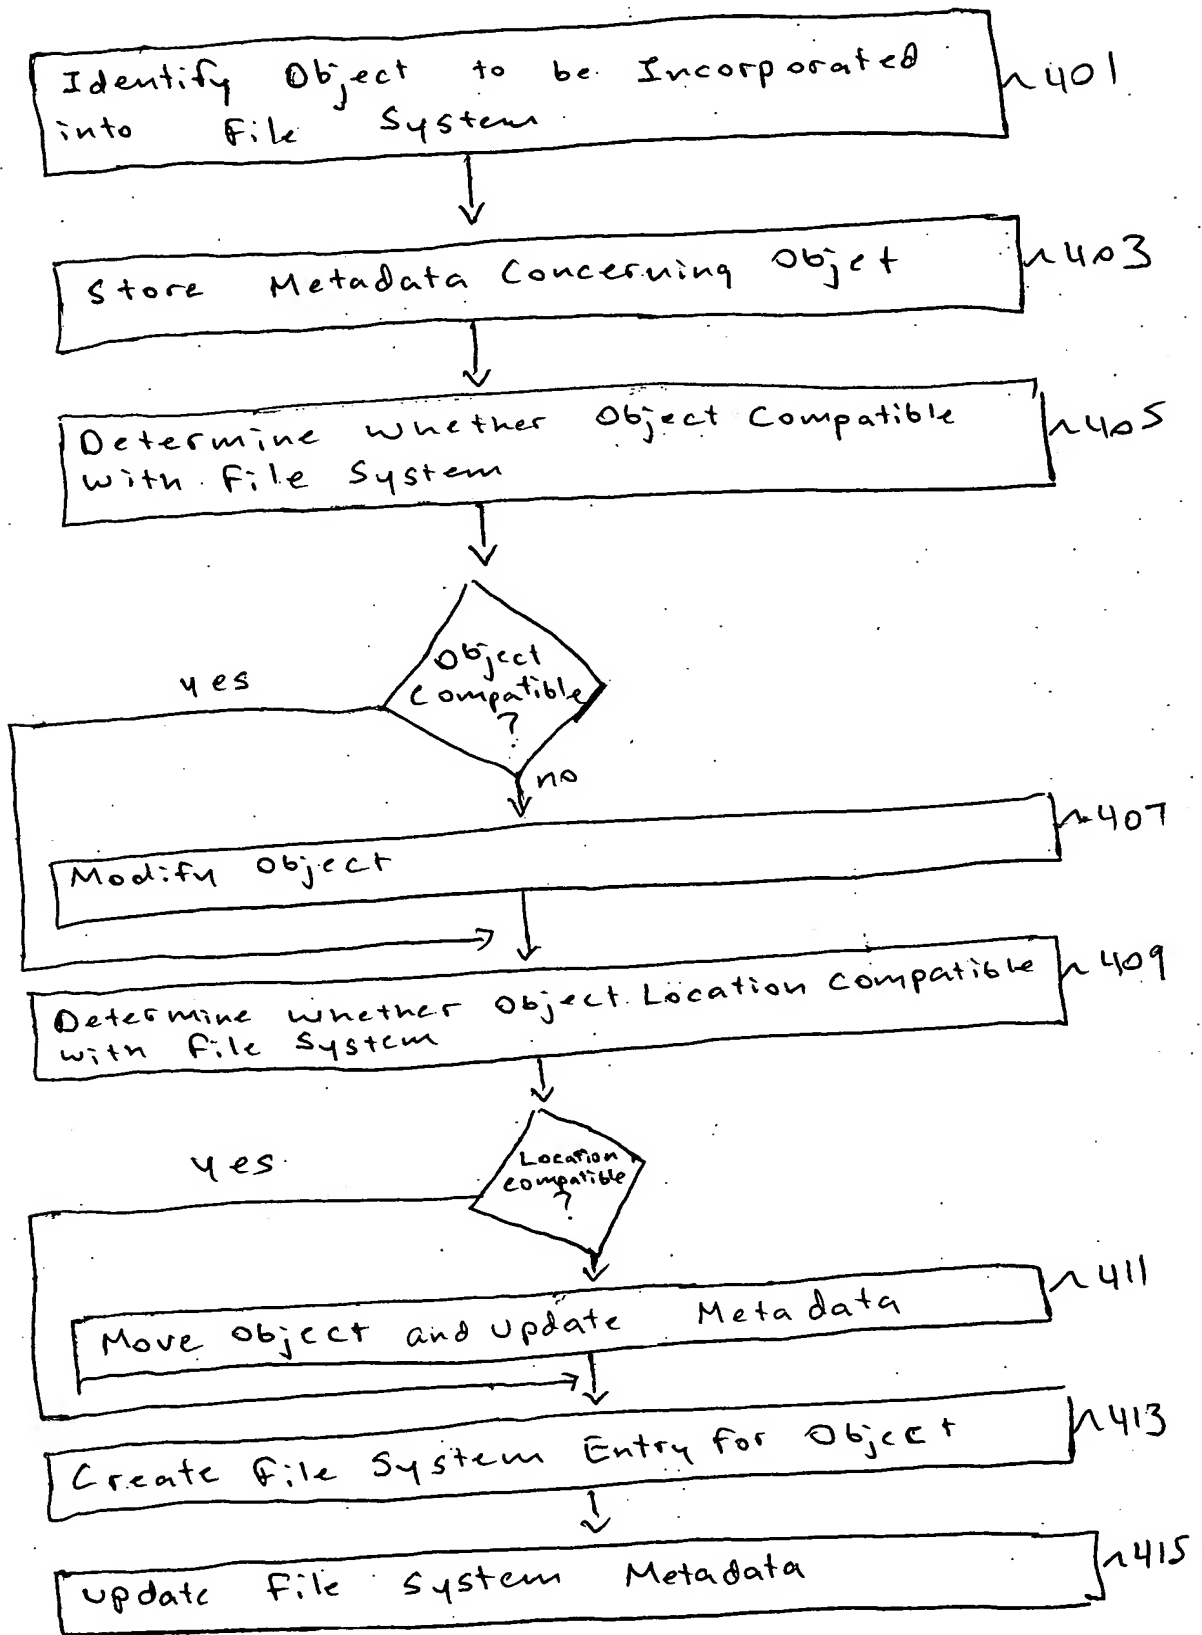 Identify Object to be Incorporated
into File System
401
Store Metadata Concerning Objet
403
Determine Whether Object Compatible
with File System
405
Object
Compatible
?
yes
no
Modify Object
407
Determine Whether Object Location Compatible
with File System
409
Location
Compatible
?
yes
Move Object and Update Metadata
411
Create File System Entry for Object
413
Update File System Metadata
415